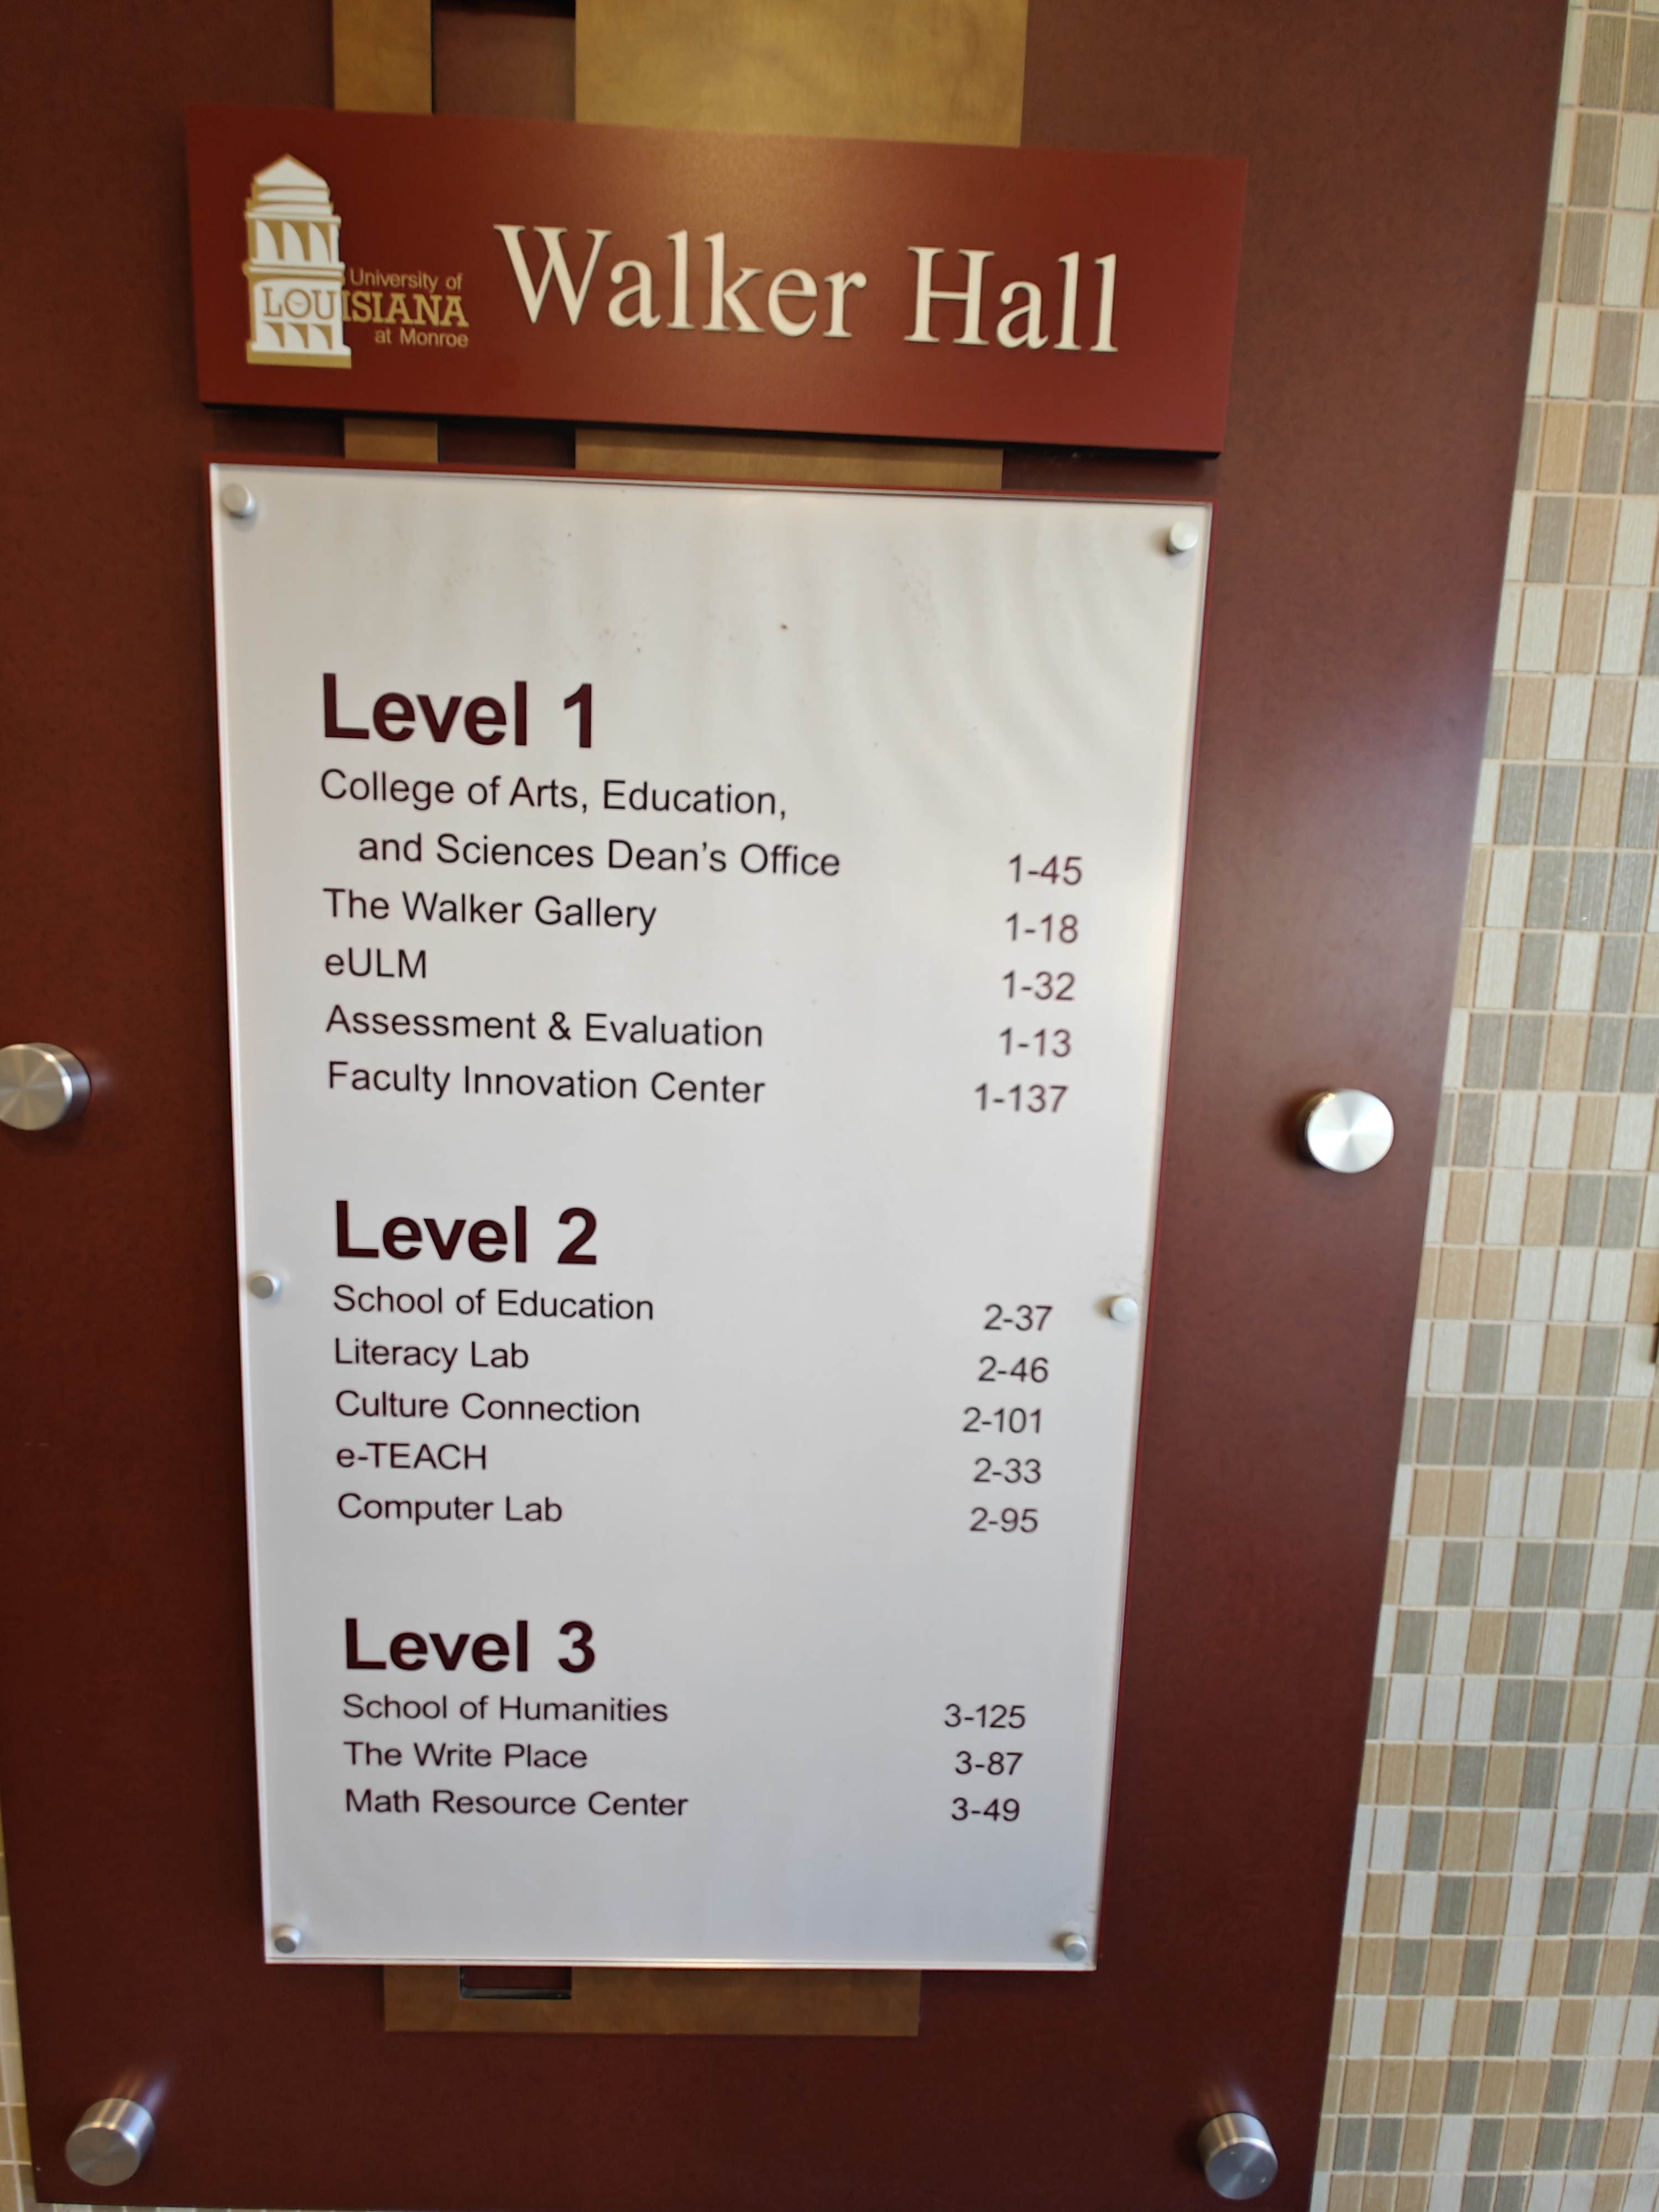 University of
LOUISIANA
at Monroe
Walker Hall
Level 1
College of Arts, Education,
and Sciences Dean’s Office 1-45
The Walker Gallery 1-18
eULM 1-32
Assessment & Evaluation 1-13
Faculty Innovation Center 1-137
Level 2
School of Education 2-37
Literacy Lab 2-46
Culture Connection 2-101
e-TEACH 2-33
Computer Lab 2-95
Level 3
School of Humanities 3-125
The Write Place 3-87
Math Resource Center 3-49